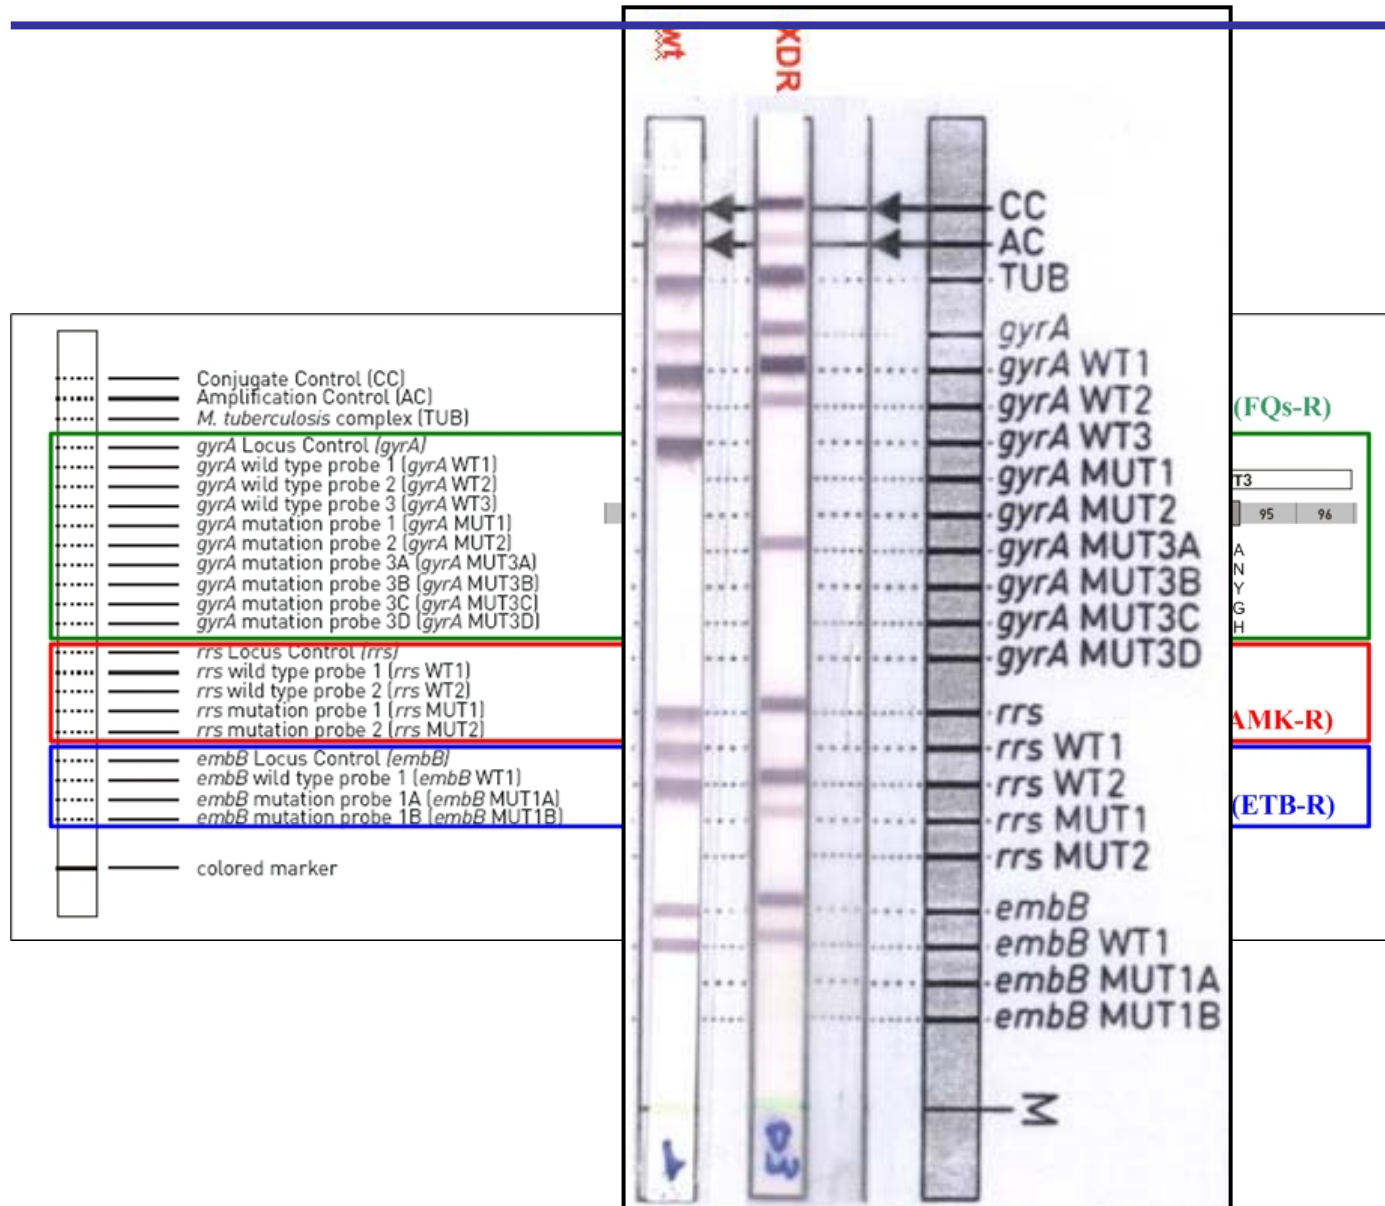 wt
XDR
CC
AC
TUB
gyrA
gyrA WT1
gyrA WT2
gyrA WT3
gyrA MUT1
gyrA MUT2
gyrA MUT3A
gyrA MUT3B
gyrA MUT3C
gyrA MUT3D
rrs
rrs WT1
rrs WT2
rrs MUT1
rrs MUT2
embB
embB WT1
embB MUT1A
embB MUT1B
M
1
Conjugate Control (CC)
Amplification Control (AC)
M. tuberculosis complex (TUB)
gyrA Locus Control (gyrA)
gyrA wild type probe 1 (gyrA WT1)
gyrA wild type probe 2 (gyrA WT2)
gyrA wild type probe 3 (gyrA WT3)
gyrA mutation probe 1 (gyrA MUT1)
gyrA mutation probe 2 (gyrA MUT2)
gyrA mutation probe 3A (gyrA MUT3A)
gyrA mutation probe 3B (gyrA MUT3B)
gyrA mutation probe 3C (gyrA MUT3C)
gyrA mutation probe 3D (gyrA MUT3D)
rrs Locus Control (rrs)
rrs wild type probe 1 (rrs WT1)
rrs wild type probe 2 (rrs WT2)
rrs mutation probe 1 (rrs MUT1)
rrs mutation probe 2 (rrs MUT2)
embB Locus Control (embB)
embB wild type probe 1 (embB WT1)
embB mutation probe 1A (embB MUT1A)
embB mutation probe 1B (embB MUT1B)
colored marker
(FQs-R)
T3
95 96
A
N
Y
G
H
AMK-R)
(ETB-R)